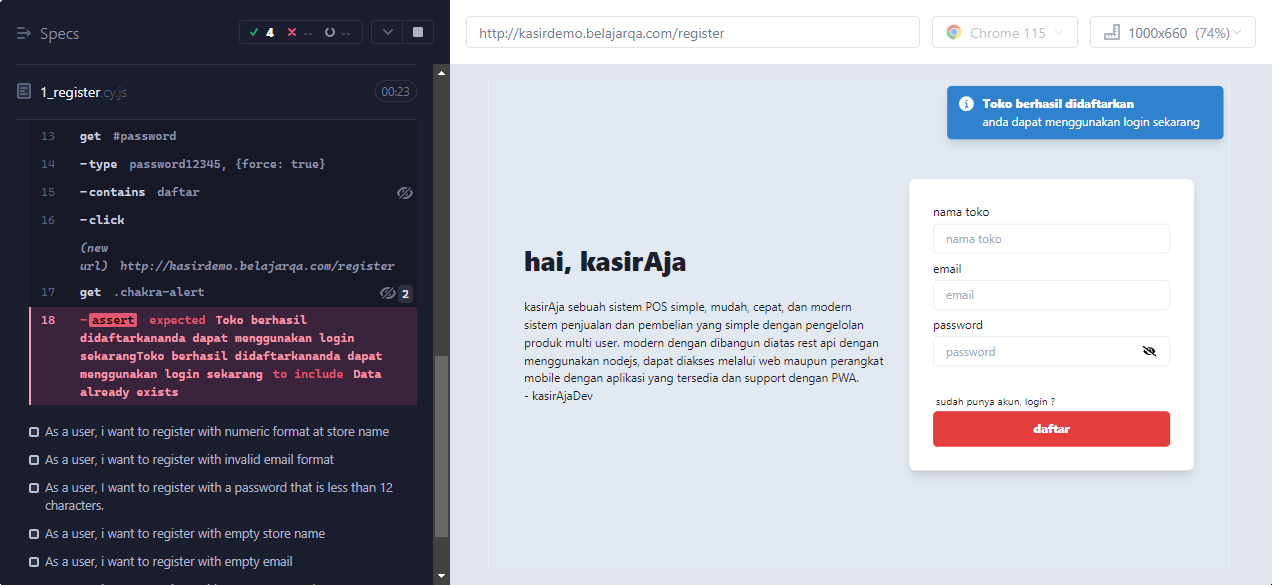 Specs
4 -- --
1_register.cy.js
00:23
13 get #password
14 -type password12345, {force: true}
15 -contains daftar
16 -click
(new
url) http://kasirdemo.belajarqa.com/register
17 get .chakra-alert 2
18 -assert expected Toko berhasil
didaftarkananda dapat menggunakan login
sekarangToko berhasil didaftarkananda dapat
menggunakan login sekarang to include Data
already exists
As a user, i want to register with numeric format at store name
As a user, i want to register with invalid email format
As a user, I want to register with a password that is less than 12
characters.
As a user, i want to register with empty store name
As a user, i want to register with empty email
http://kasirdemo.belajarqa.com/register
Chrome 115
1000x660 (74%)
Toko berhasil didaftarkan
anda dapat menggunakan login sekarang
hai, kasirAja
kasirAja sebuah sistem POS simple, mudah, cepat, dan modern
sistem penjualan dan pembelian yang simple dengan pengelolan
produk multi user. modern dengan dibangun diatas rest api dengan
menggunakan nodejs, dapat diakses melalui web maupun perangkat
mobile dengan aplikasi yang tersedia dan support dengan PWA.
- kasirAjaDev
nama toko
nama toko
email
email
password
password
sudah punya akun, login ?
daftar